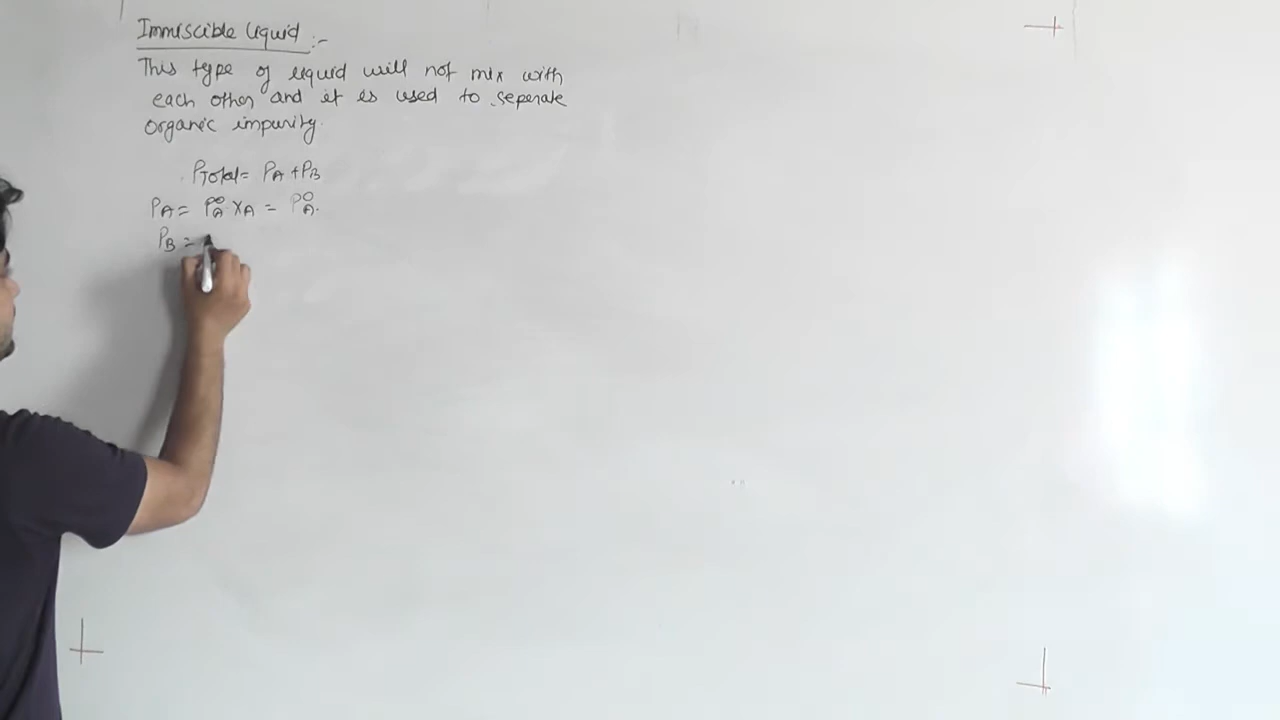 Immiscible liquid :-
This type of liquid will not mix with
each other and it is used to seperate
organic impurity.
PTotal = PA + PB
PA = P°A XA = P°A.
PB =